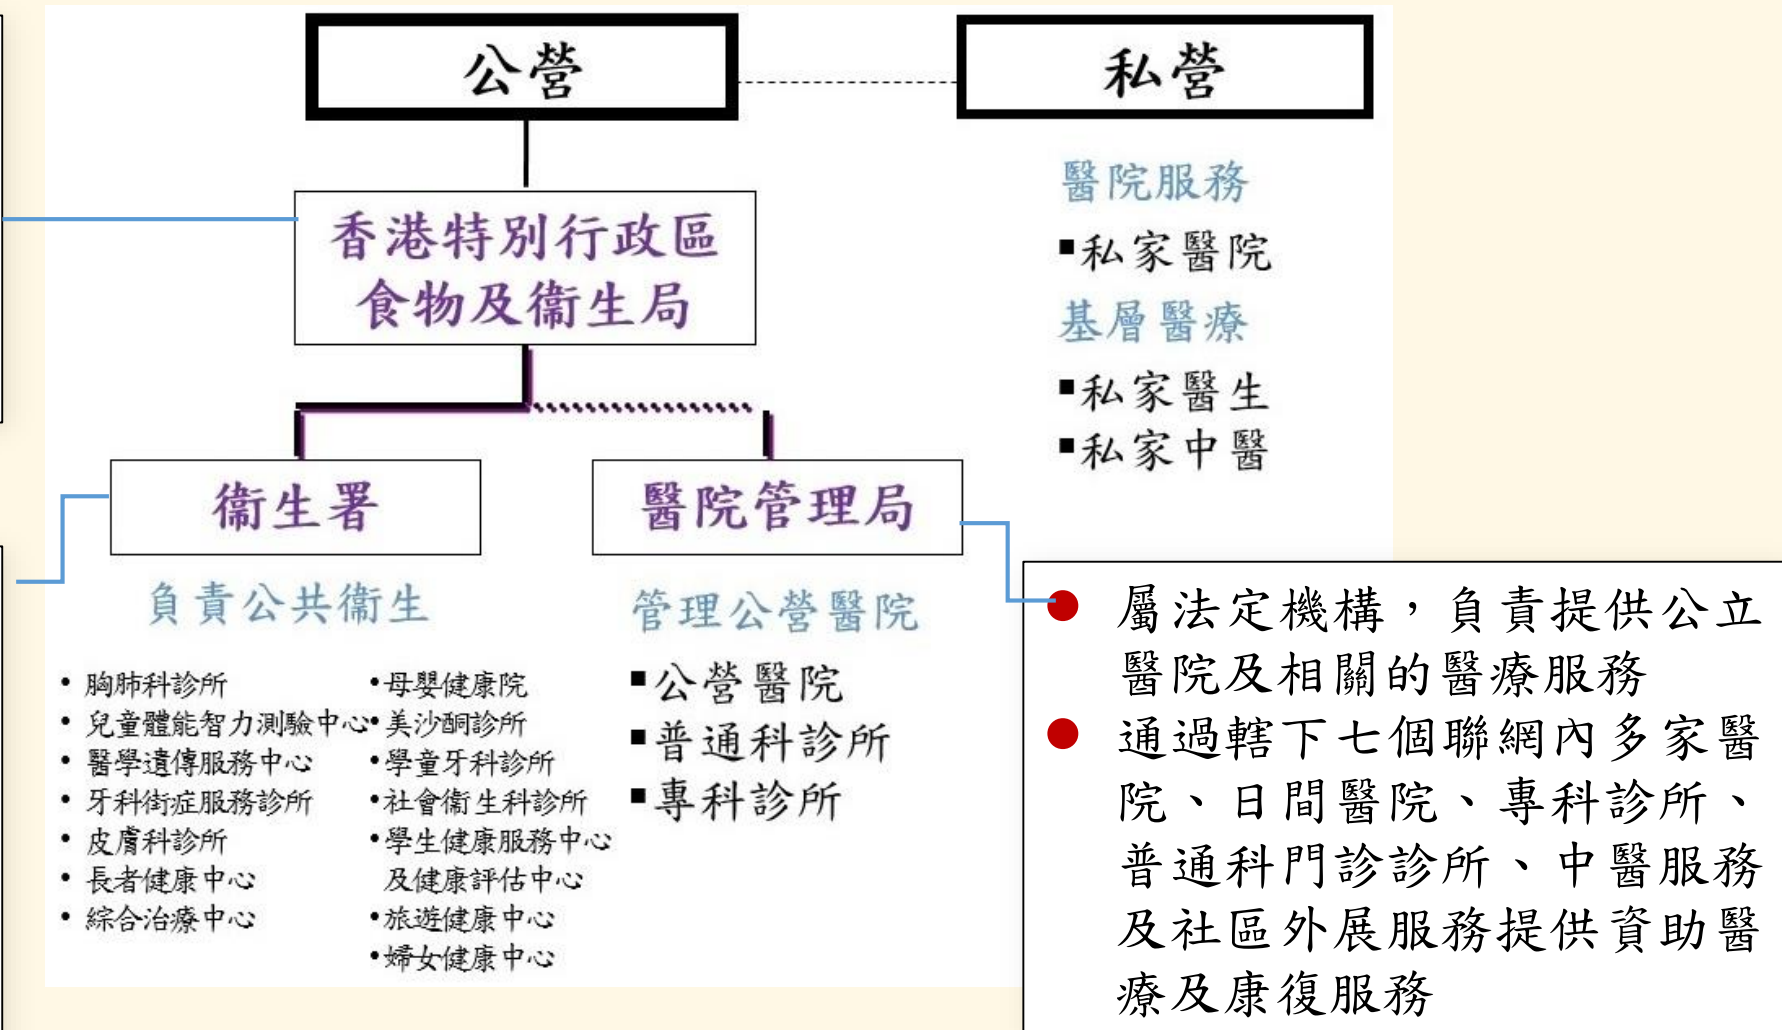 公營
私營
香港特別行政區
食物及衞生局
醫院服務
▪私家醫院
基層醫療
▪私家醫生
▪私家中醫
衞生署
負責公共衞生
• 胸肺科診所
• 兒童體能智力測驗中心
• 醫學遺傳服務中心
• 牙科街症服務診所
• 皮膚科診所
• 長者健康中心
• 綜合治療中心
•母嬰健康院
•美沙酮診所
•學童牙科診所
•社會衞生科診所
•學生健康服務中心
及健康評估中心
•旅遊健康中心
•婦女健康中心
醫院管理局
管理公營醫院
▪公營醫院
▪普通科診所
▪專科診所
● 屬法定機構，負責提供公立
醫院及相關的醫療服務
● 通過轄下七個聯網內多家醫
院、日間醫院、專科診所、
普通科門診診所、中醫服務
及社區外展服務提供資助醫
療及康復服務